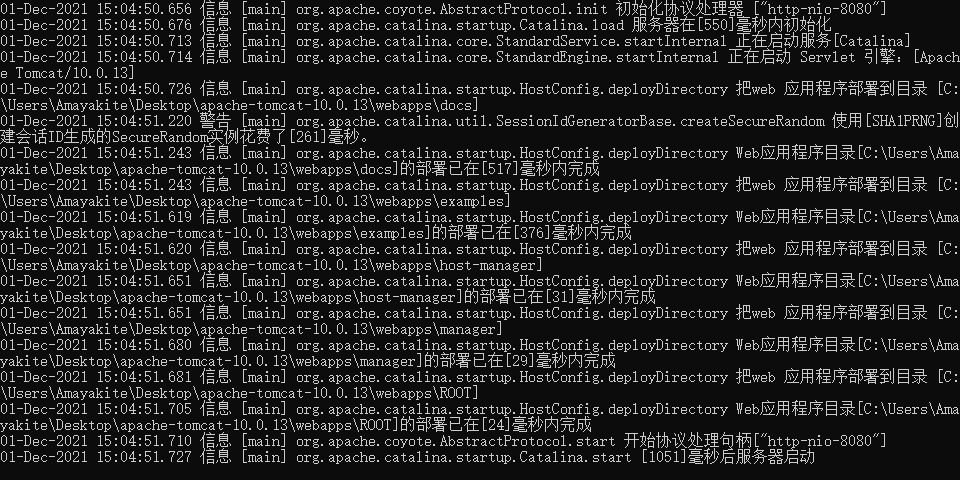 01-Dec-2021 15:04:50.656 信息 [main] org.apache.coyote.AbstractProtocol.init 初始化协议处理器 ["http-nio-8080"]
01-Dec-2021 15:04:50.676 信息 [main] org.apache.catalina.startup.Catalina.load 服务器在[550]毫秒内初始化
01-Dec-2021 15:04:50.713 信息 [main] org.apache.catalina.core.StandardService.startInternal 正在启动服务[Catalina]
01-Dec-2021 15:04:50.714 信息 [main] org.apache.catalina.core.StandardEngine.startInternal 正在启动 Servlet 引擎：[Apach
e Tomcat/10.0.13]
01-Dec-2021 15:04:50.726 信息 [main] org.apache.catalina.startup.HostConfig.deployDirectory 把web 应用程序部署到目录 [C:
\Users\Amayakite\Desktop\apache-tomcat-10.0.13\webapps\docs]
01-Dec-2021 15:04:51.220 警告 [main] org.apache.catalina.util.SessionIdGeneratorBase.createSecureRandom 使用[SHA1PRNG]创
建会话ID生成的SecureRandom实例花费了[261]毫秒。
01-Dec-2021 15:04:51.243 信息 [main] org.apache.catalina.startup.HostConfig.deployDirectory Web应用程序目录[C:\Users\Ama
yakite\Desktop\apache-tomcat-10.0.13\webapps\docs]的部署已在[517]毫秒内完成
01-Dec-2021 15:04:51.243 信息 [main] org.apache.catalina.startup.HostConfig.deployDirectory 把web 应用程序部署到目录 [C:
\Users\Amayakite\Desktop\apache-tomcat-10.0.13\webapps\examples]
01-Dec-2021 15:04:51.619 信息 [main] org.apache.catalina.startup.HostConfig.deployDirectory Web应用程序目录[C:\Users\Ama
yakite\Desktop\apache-tomcat-10.0.13\webapps\examples]的部署已在[376]毫秒内完成
01-Dec-2021 15:04:51.620 信息 [main] org.apache.catalina.startup.HostConfig.deployDirectory 把web 应用程序部署到目录 [C:
\Users\Amayakite\Desktop\apache-tomcat-10.0.13\webapps\host-manager]
01-Dec-2021 15:04:51.651 信息 [main] org.apache.catalina.startup.HostConfig.deployDirectory Web应用程序目录[C:\Users\Ama
yakite\Desktop\apache-tomcat-10.0.13\webapps\host-manager]的部署已在[31]毫秒内完成
01-Dec-2021 15:04:51.651 信息 [main] org.apache.catalina.startup.HostConfig.deployDirectory 把web 应用程序部署到目录 [C:
\Users\Amayakite\Desktop\apache-tomcat-10.0.13\webapps\manager]
01-Dec-2021 15:04:51.680 信息 [main] org.apache.catalina.startup.HostConfig.deployDirectory Web应用程序目录[C:\Users\Ama
yakite\Desktop\apache-tomcat-10.0.13\webapps\manager]的部署已在[29]毫秒内完成
01-Dec-2021 15:04:51.681 信息 [main] org.apache.catalina.startup.HostConfig.deployDirectory 把web 应用程序部署到目录 [C:
\Users\Amayakite\Desktop\apache-tomcat-10.0.13\webapps\ROOT]
01-Dec-2021 15:04:51.705 信息 [main] org.apache.catalina.startup.HostConfig.deployDirectory Web应用程序目录[C:\Users\Ama
yakite\Desktop\apache-tomcat-10.0.13\webapps\ROOT]的部署已在[24]毫秒内完成
01-Dec-2021 15:04:51.710 信息 [main] org.apache.coyote.AbstractProtocol.start 开始协议处理句柄["http-nio-8080"]
01-Dec-2021 15:04:51.727 信息 [main] org.apache.catalina.startup.Catalina.start [1051]毫秒后服务器启动